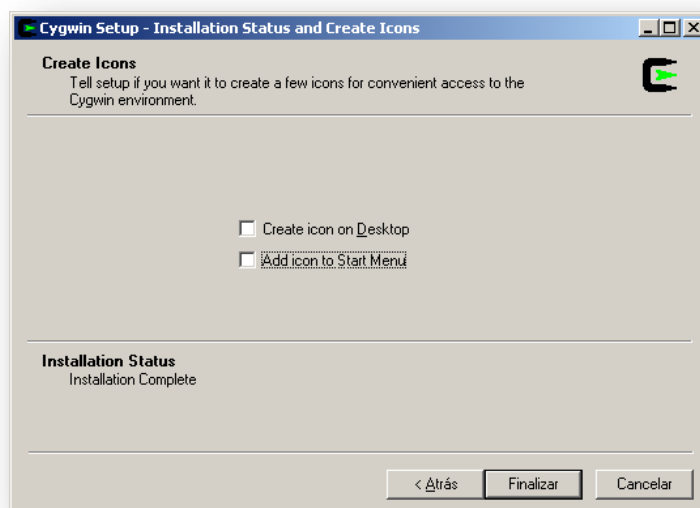 Cygwin Setup - Installation Status and Create Icons
Create Icons
Tell setup if you want it to create a few icons for convenient access to the
Cygwin environment.
Create icon on Desktop
Add icon to Start Menu
Installation Status
Installation Complete
< Atrás Finalizar Cancelar